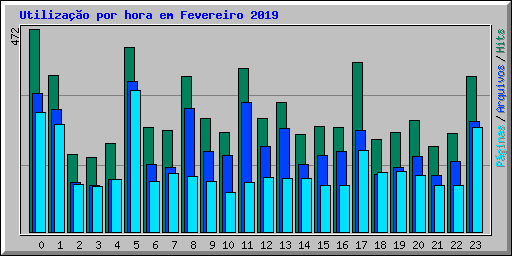 Utilização por hora em Fevereiro 2019
472
Páginas / Arquivos / Hits
0 1 2 3 4 5 6 7 8 9 10 11 12 13 14 15 16 17 18 19 20 21 22 23